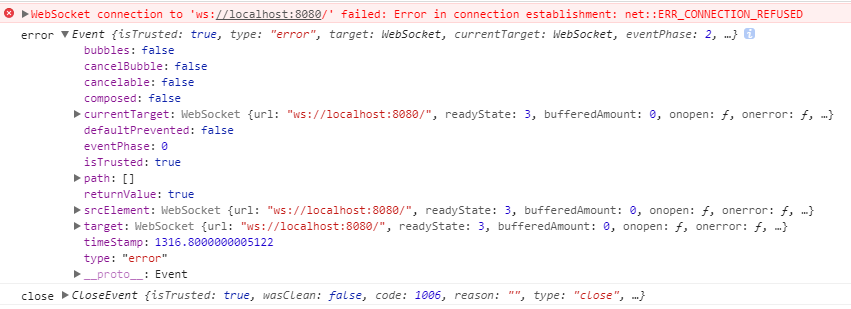 WebSocket connection to 'ws://localhost:8080/' failed: Error in connection establishment: net::ERR_CONNECTION_REFUSED
error ▼Event {isTrusted: true, type: "error", target: WebSocket, currentTarget: WebSocket, eventPhase: 2, …} i
bubbles: false
cancelBubble: false
cancelable: false
composed: false
▶currentTarget: WebSocket {url: "ws://localhost:8080/", readyState: 3, bufferedAmount: 0, onopen: ƒ, onerror: ƒ, …}
defaultPrevented: false
eventPhase: 0
isTrusted: true
▶path: []
returnValue: true
▶srcElement: WebSocket {url: "ws://localhost:8080/", readyState: 3, bufferedAmount: 0, onopen: ƒ, onerror: ƒ, …}
▶target: WebSocket {url: "ws://localhost:8080/", readyState: 3, bufferedAmount: 0, onopen: ƒ, onerror: ƒ, …}
timeStamp: 1316.8000000005122
type: "error"
▶__proto__: Event
close ▶CloseEvent {isTrusted: true, wasClean: false, code: 1006, reason: "", type: "close", …}